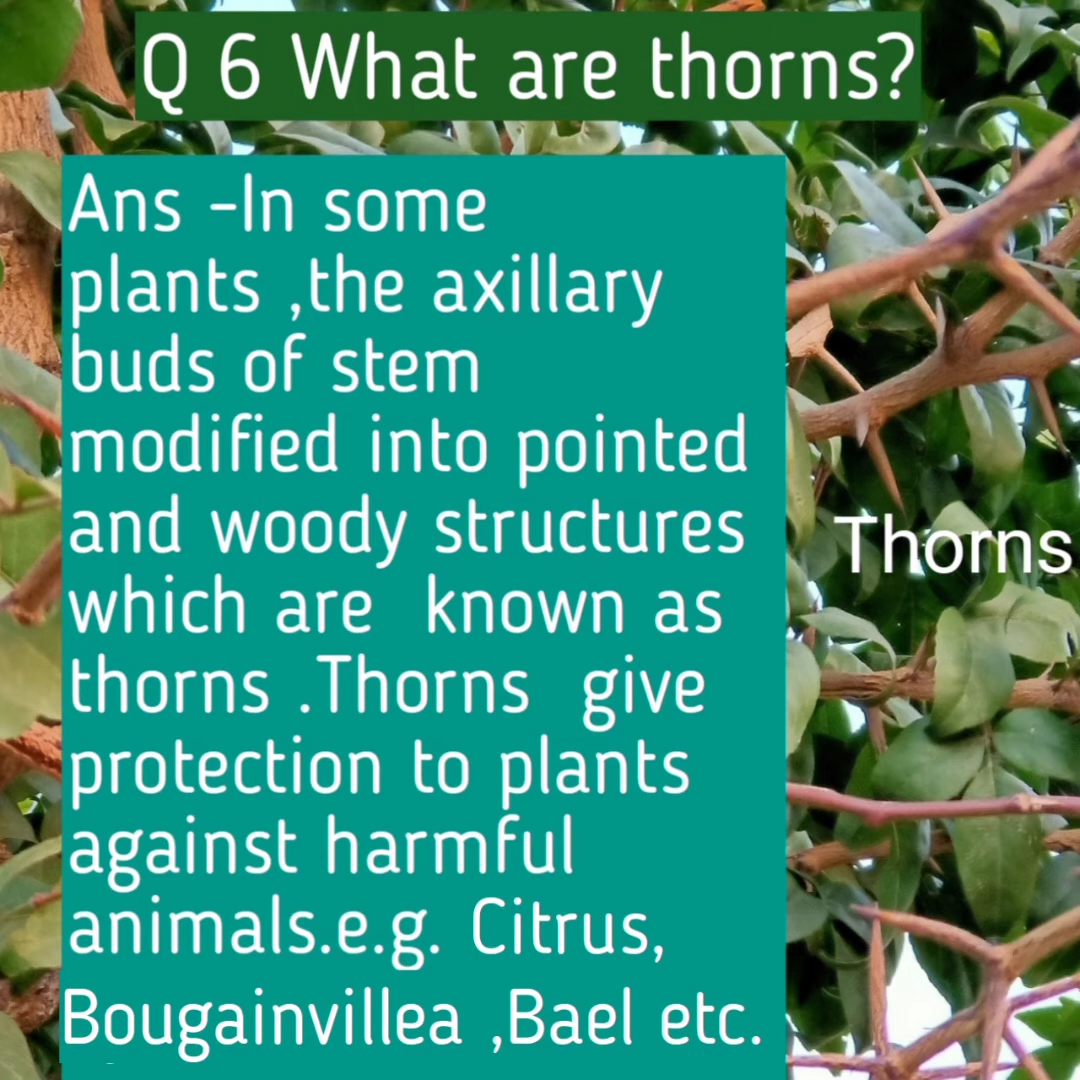 Q 6 What are thorns?
Ans -In some
plants ,the axillary
buds of stem
modified into pointed
and woody structures
which are  known as
thorns .Thorns  give
protection to plants
against harmful
animals.e.g. Citrus,
Bougainvillea ,Bael etc.
Thorns